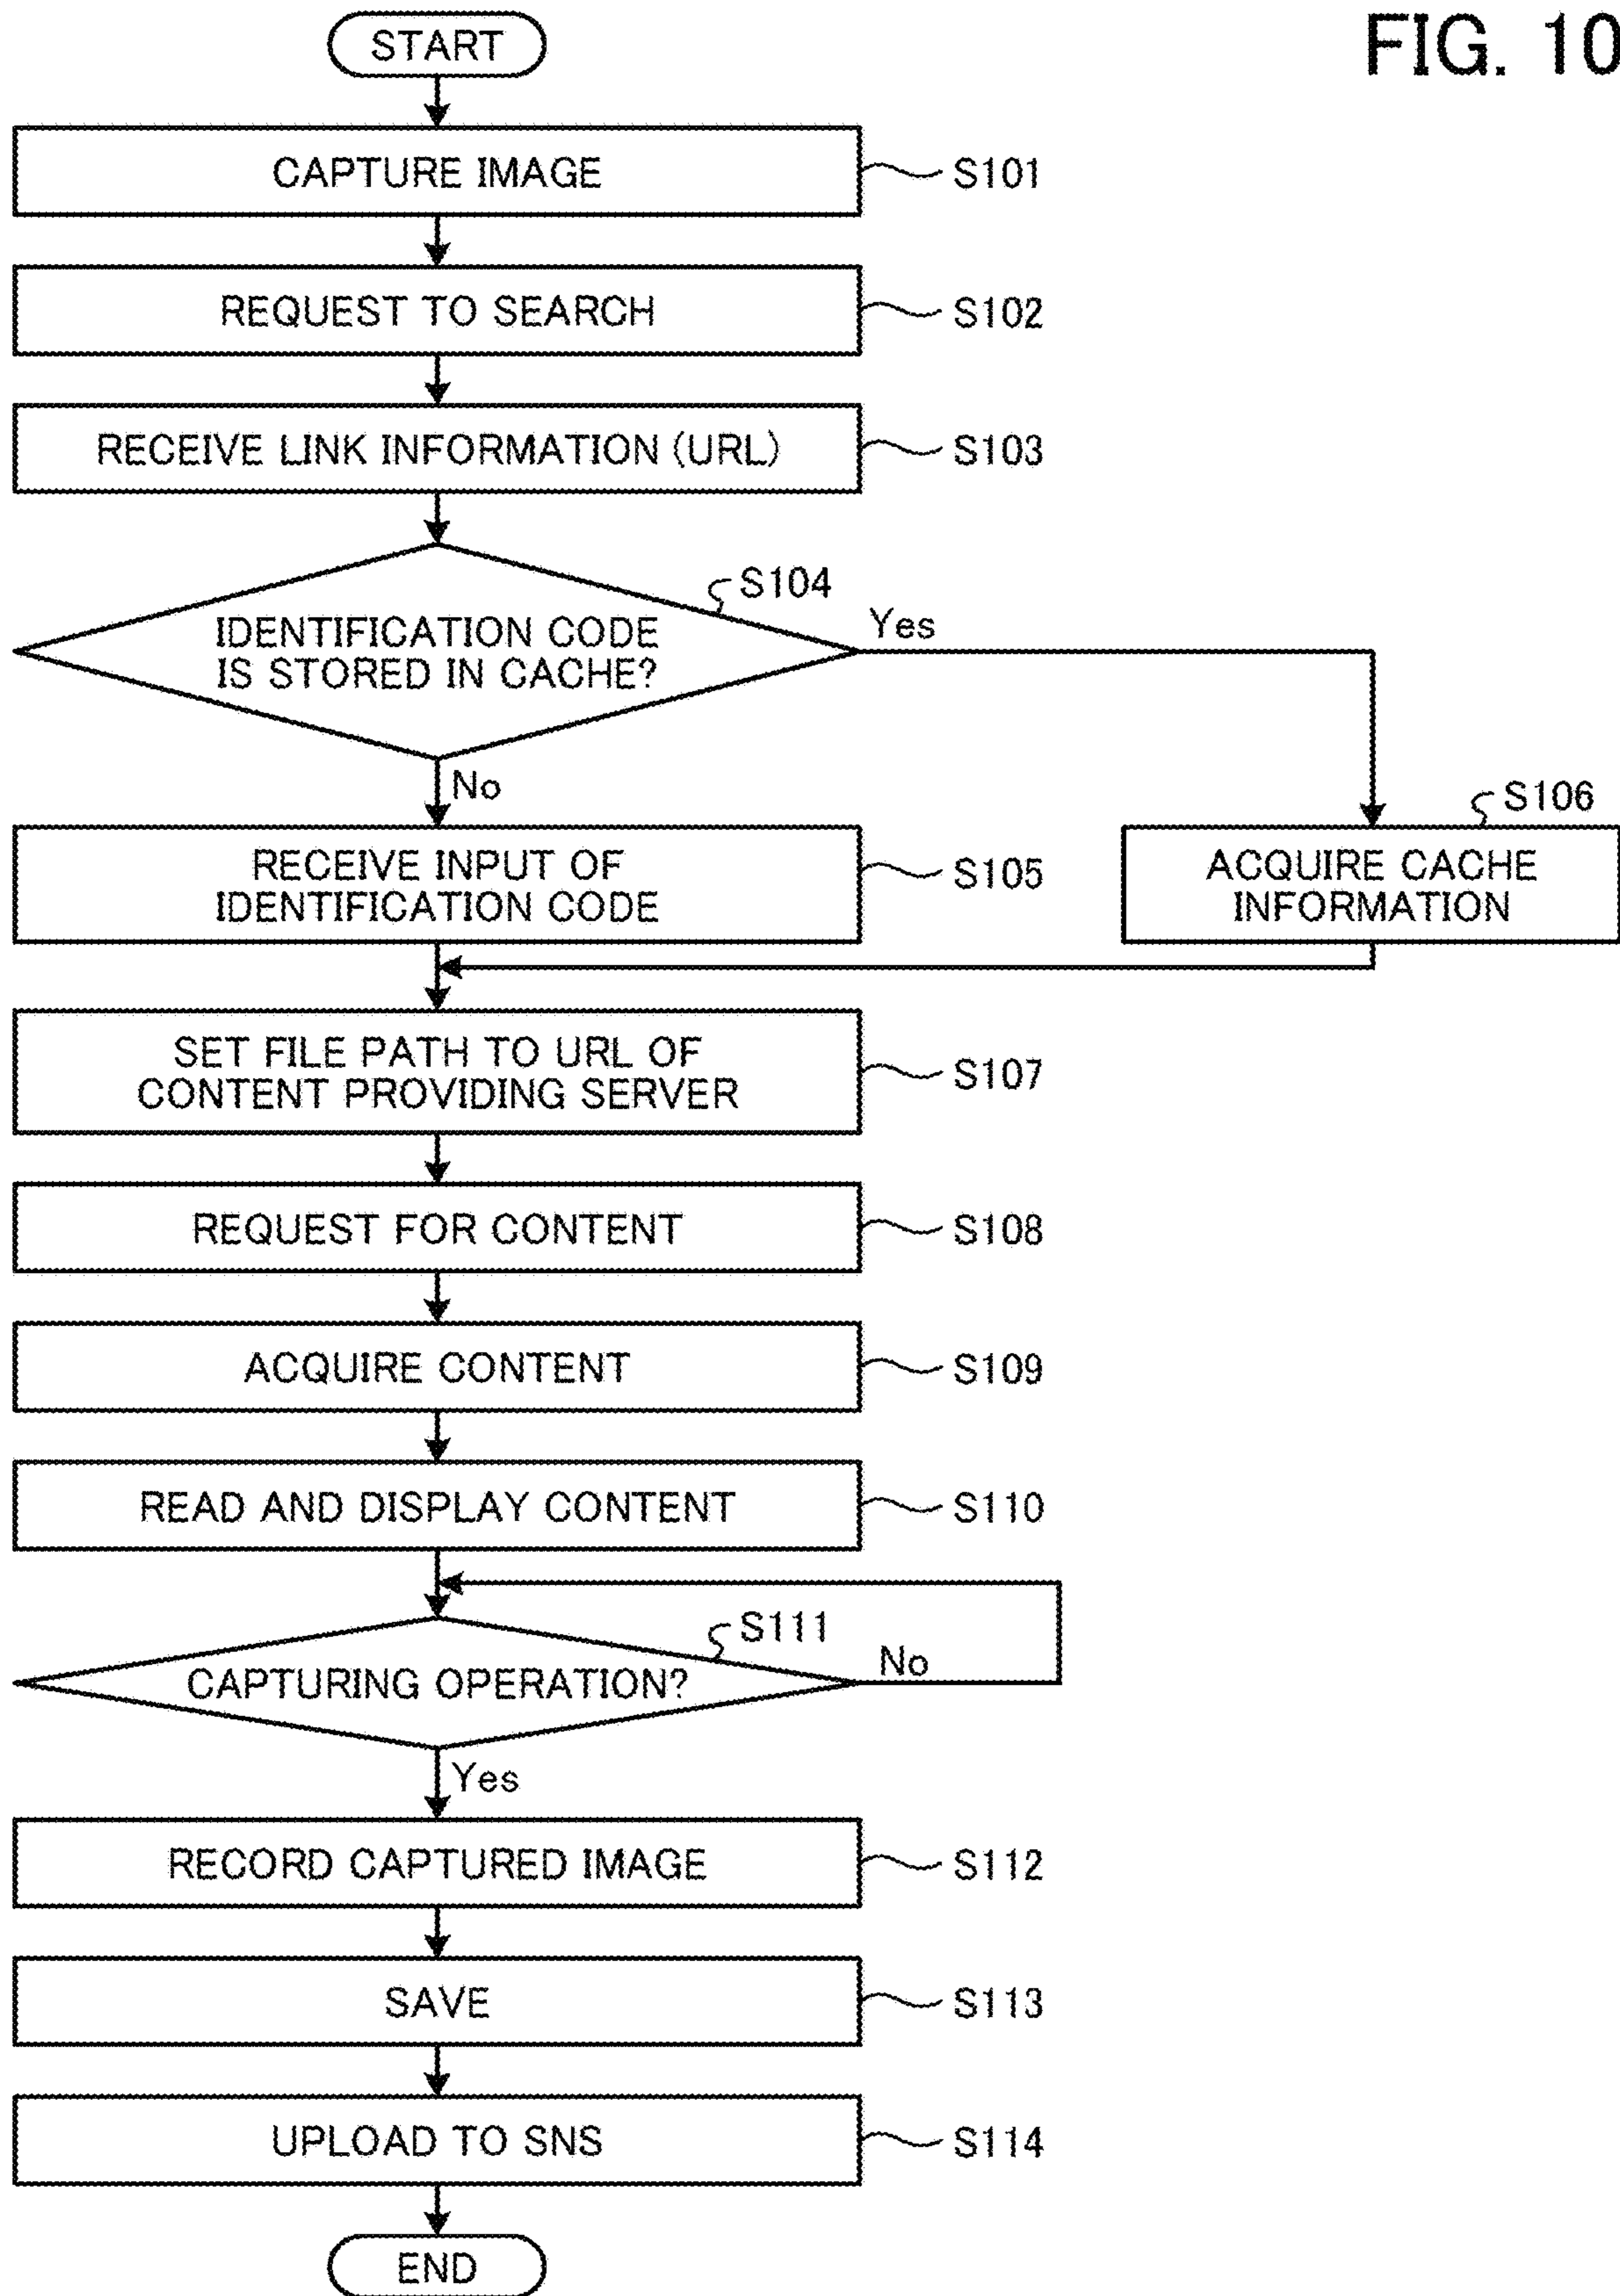 FIG. 10
START
CAPTURE IMAGE
S101
REQUEST TO SEARCH
S102
RECEIVE LINK INFORMATION (URL)
S103
S104
IDENTIFICATION CODE
IS STORED IN CACHE?
Yes
No
S106
RECEIVE INPUT OF
IDENTIFICATION CODE
S105
ACQUIRE CACHE
INFORMATION
SET FILE PATH TO URL OF
CONTENT PROVIDING SERVER
S107
REQUEST FOR CONTENT
S108
ACQUIRE CONTENT
S109
READ AND DISPLAY CONTENT
S110
S111
CAPTURING OPERATION?
No
Yes
RECORD CAPTURED IMAGE
S112
SAVE
S113
UPLOAD TO SNS
S114
END